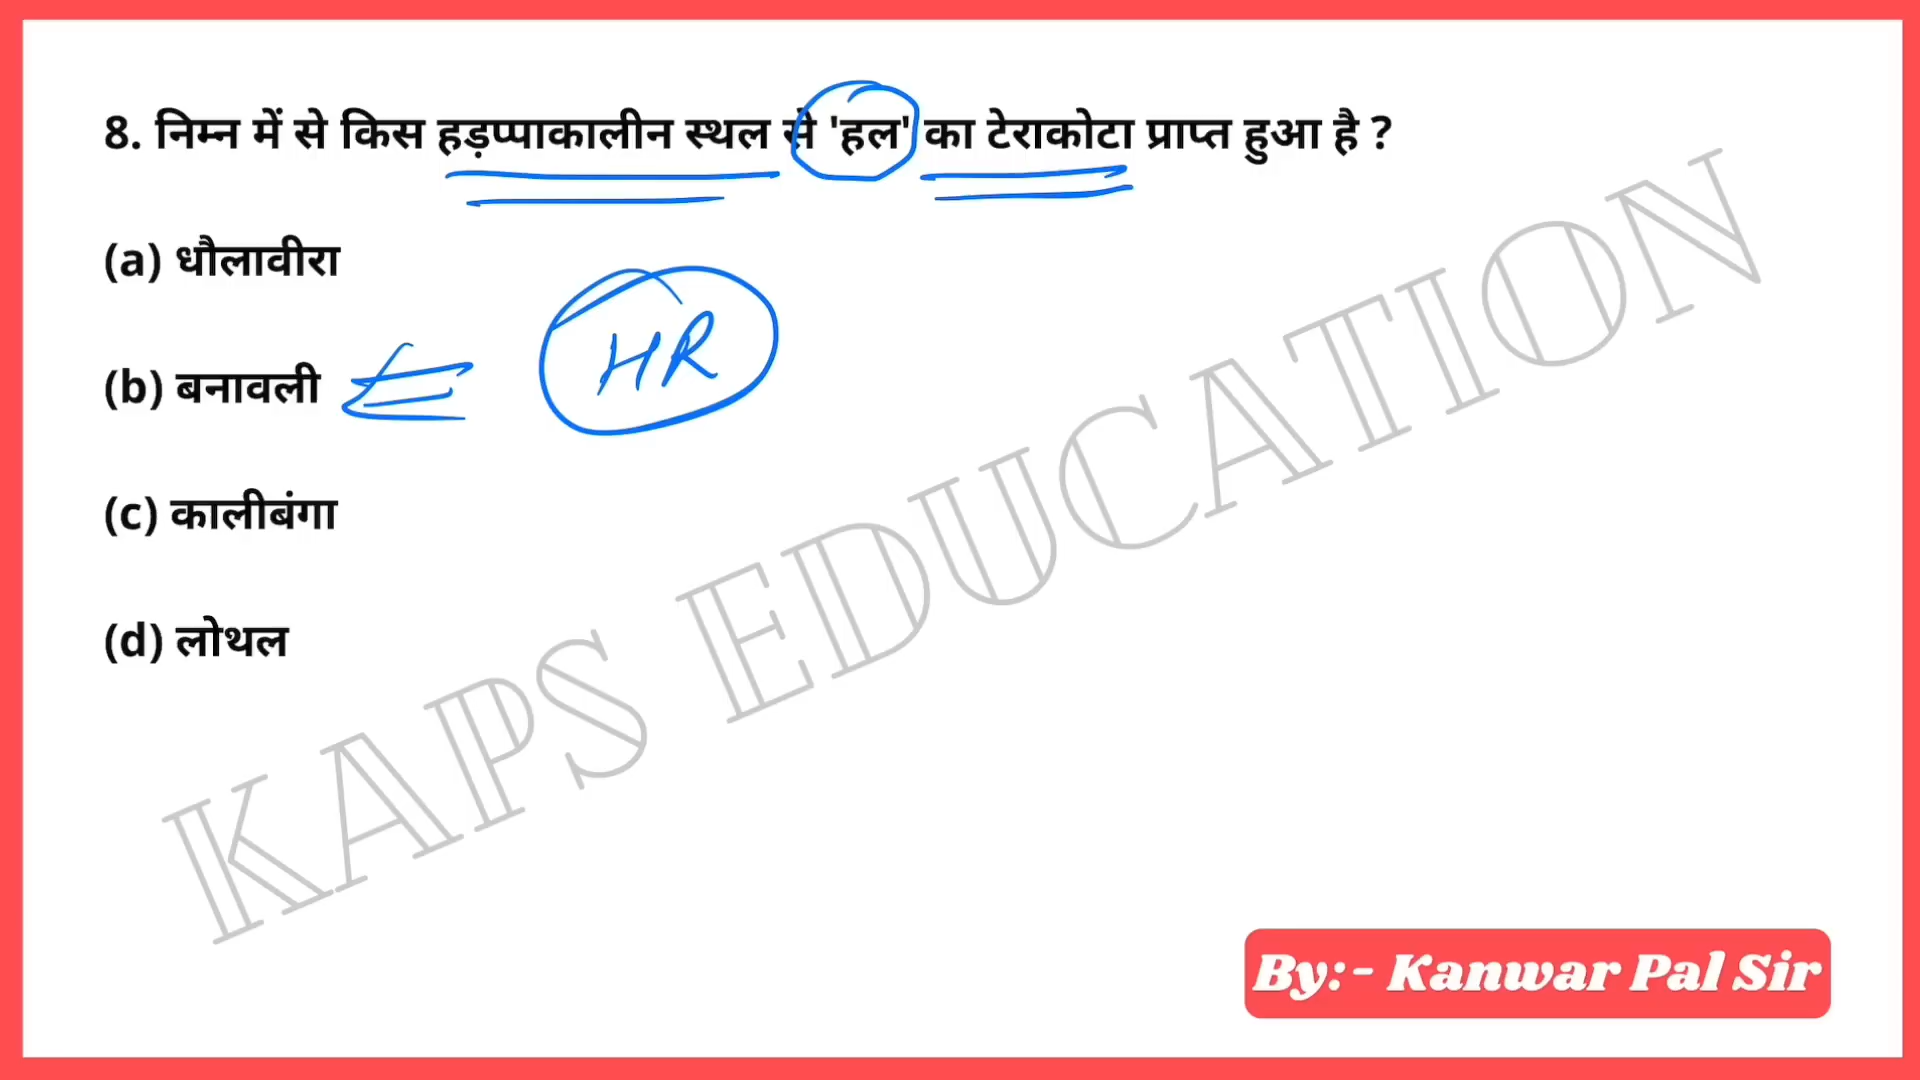 8. निम्न में से किस हड़प्पाकालीन स्थल से 'हल' का टेराकोटा प्राप्त हुआ है ?
(a) धौलावीरा
(b) बनावली
HR
(c) कालीबंगा
(d) लोथल
KAPS EDUCATION
By:- Kanwar Pal Sir